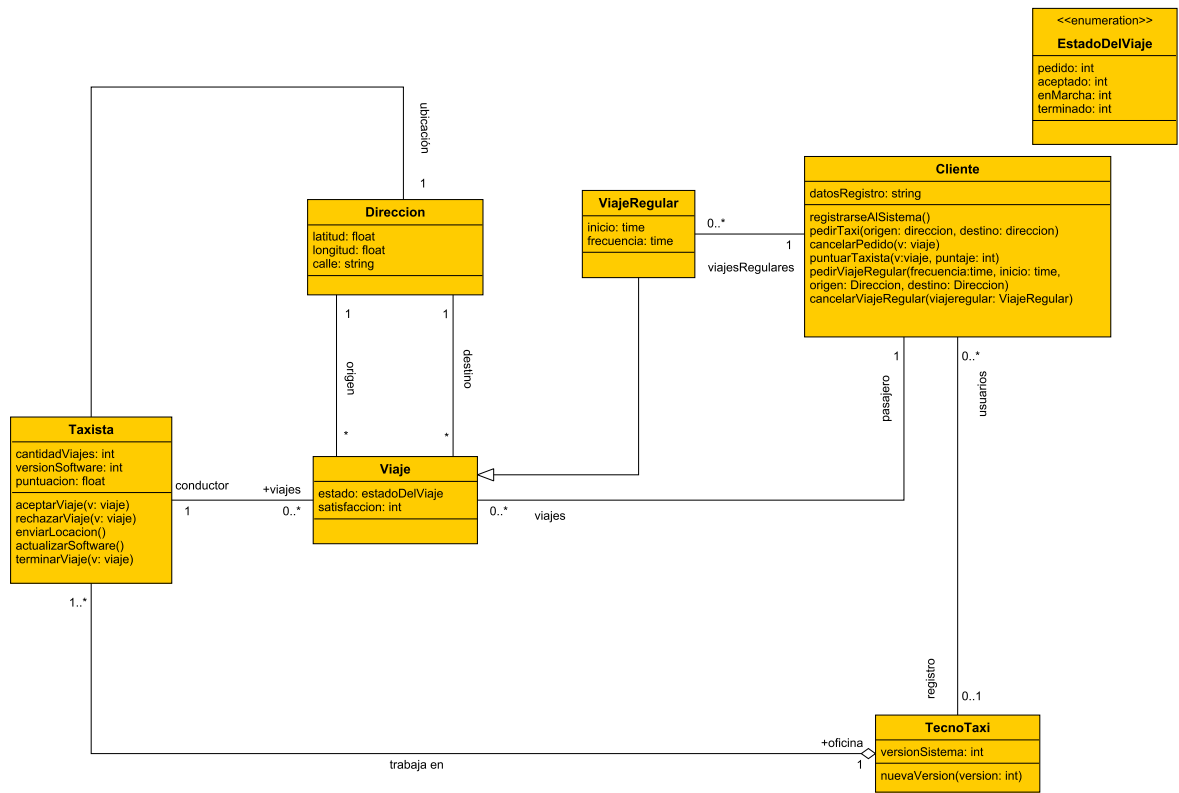 <<enumeration>>
EstadoDelViaje
pedido: int
aceptado: int
enMarcha: int
terminado: int
ubicación
1
Direccion
latitud: float
longitud: float
calle: string
ViajeRegular
inicio: time
frecuencia: time
0..*
1
viajesRegulares
Cliente
datosRegistro: string
registrarseAlSistema()
pedirTaxi(origen: direccion, destino: direccion)
cancelarPedido(v: viaje)
puntuarTaxista(v:viaje, puntaje: int)
pedirViajeRegular(frecuencia:time, inicio: time,
origen: Direccion, destino: Direccion)
cancelarViajeRegular(viajeregular: ViajeRegular)
1
1
origen
destino
*
*
1
pasajero
0..*
usuarios
Taxista
cantidadViajes: int
versionSoftware: int
puntuacion: float
aceptarViaje(v: viaje)
rechazarViaje(v: viaje)
enviarLocacion()
actualizarSoftware()
terminarViaje(v: viaje)
conductor
1
+viajes
0..*
Viaje
estado: estadoDelViaje
satisfaccion: int
0..*
viajes
1..*
registro
0..1
trabaja en
+oficina
1
TecnoTaxi
versionSistema: int
nuevaVersion(version: int)